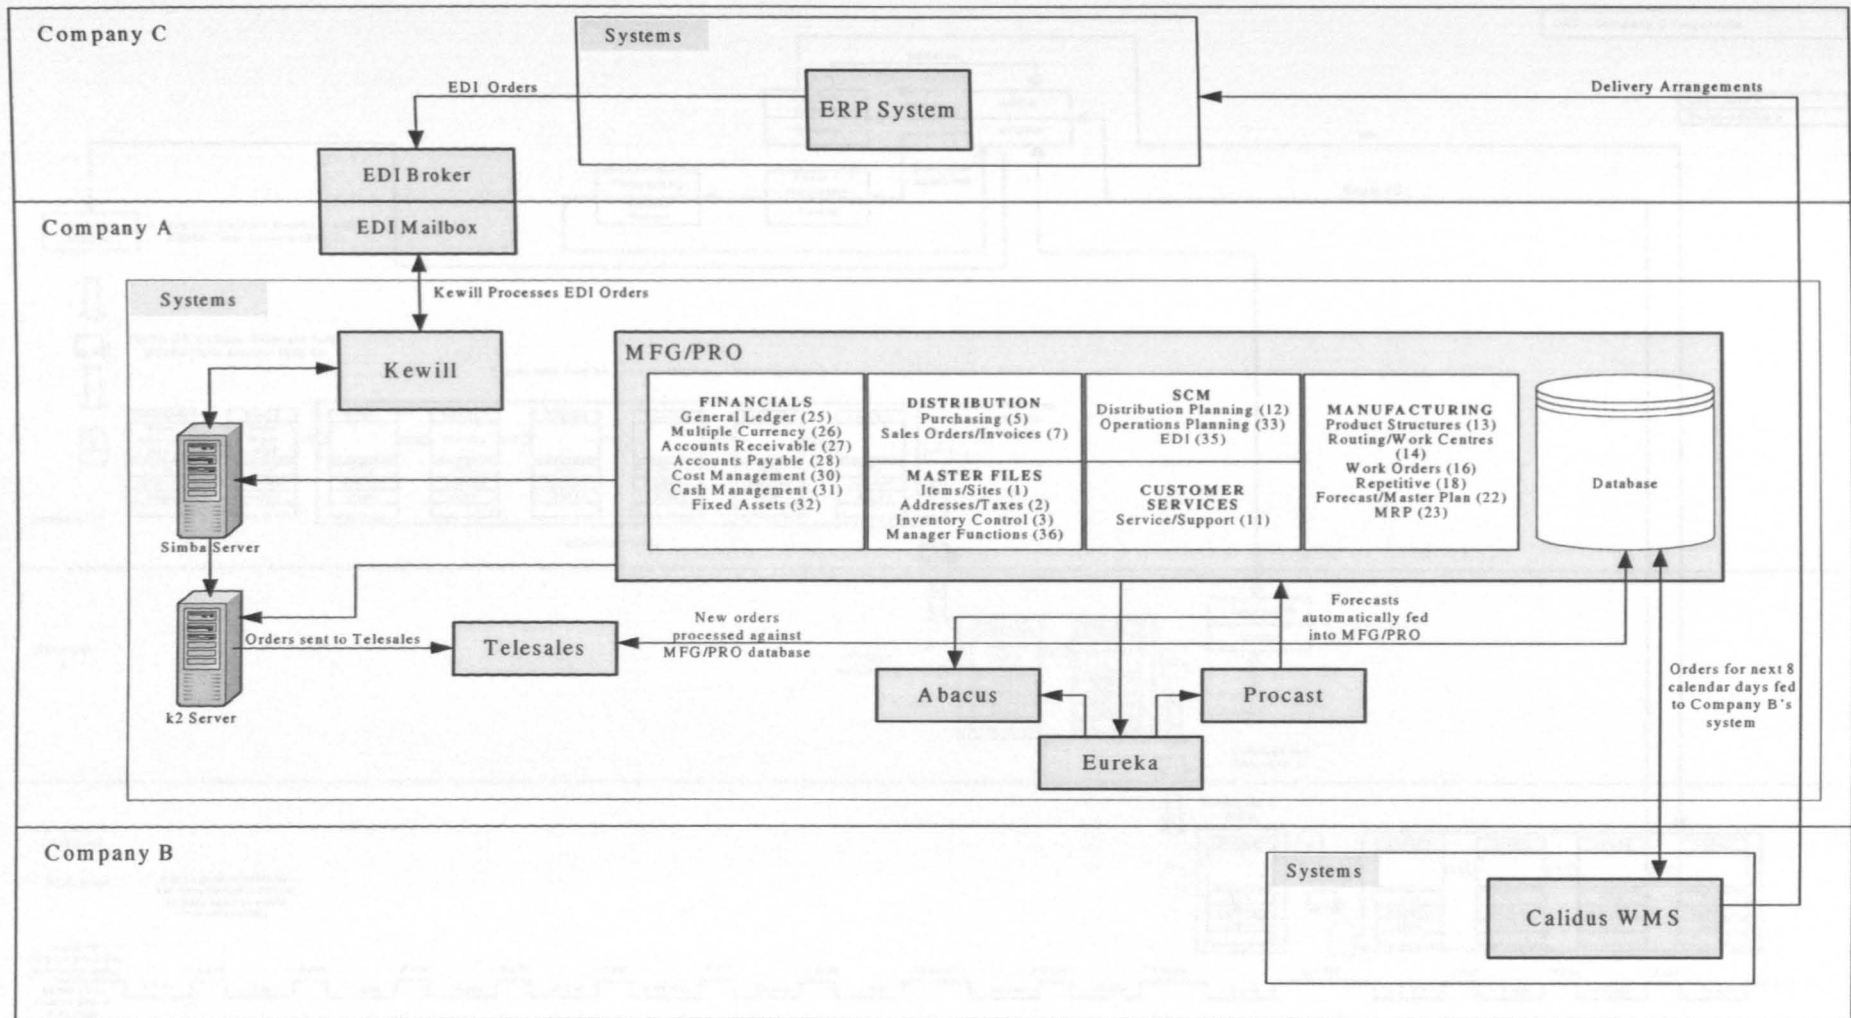 Company C
Systems
EDI Orders
ERP System
Delivery Arrangements
EDI Broker
Company A
EDI Mailbox
Systems
Kewill Processes EDI Orders
Kewill
MFG/PRO
FINANCIALS
General Ledger (25)
Multiple Currency (26)
Accounts Receivable (27)
Accounts Payable (28)
Cost Management (30)
Cash Management (31)
Fixed Assets (32)
DISTRIBUTION
Purchasing (5)
Sales Orders/Invoices (7)
MASTER FILES
Items/Sites (1)
Addresses/Taxes (2)
Inventory Control (3)
Manager Functions (36)
SCM
Distribution Planning (12)
Operations Planning (33)
EDI (35)
CUSTOMER
SERVICES
Service/Support (11)
MANUFACTURING
Product Structures (13)
Routing/Work Centres
(14)
Work Orders (16)
Repetitive (18)
Forecast/Master Plan (22)
MRP (23)
Database
Simba Server
k2 Server
Orders sent to Telesales
Telesales
New orders
processed against
MFG/PRO database
Forecasts
automatically fed
into MFG/PRO
Abacus
Procast
Eureka
Orders for next 8
calendar days fed
to Company B's
system
Company B
Systems
Calidus WMS